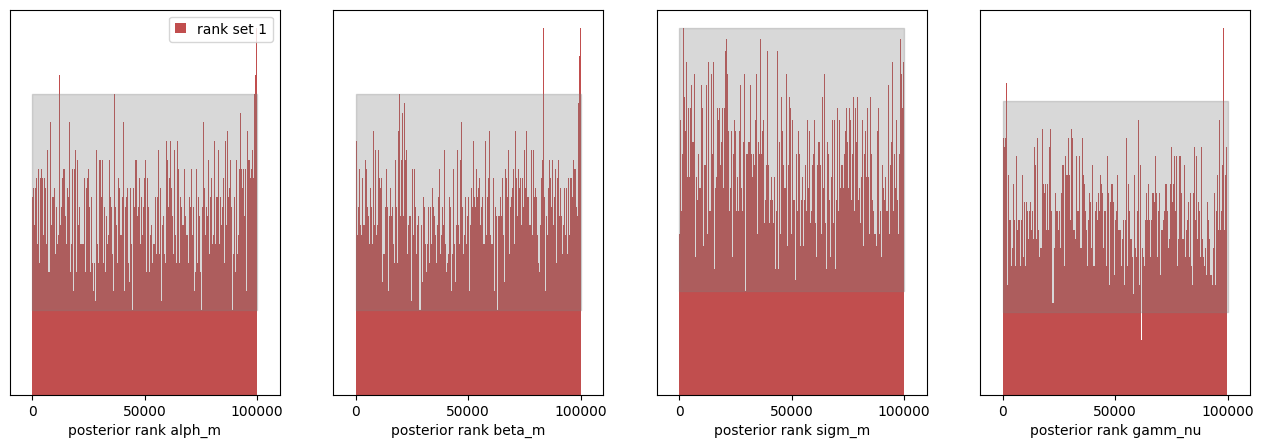 rank set 1
0 50000 100000 0 50000 100000 0 50000 100000 0 50000 100000
posterior rank alph_m posterior rank beta_m posterior rank sigm_m posterior rank gamm_nu